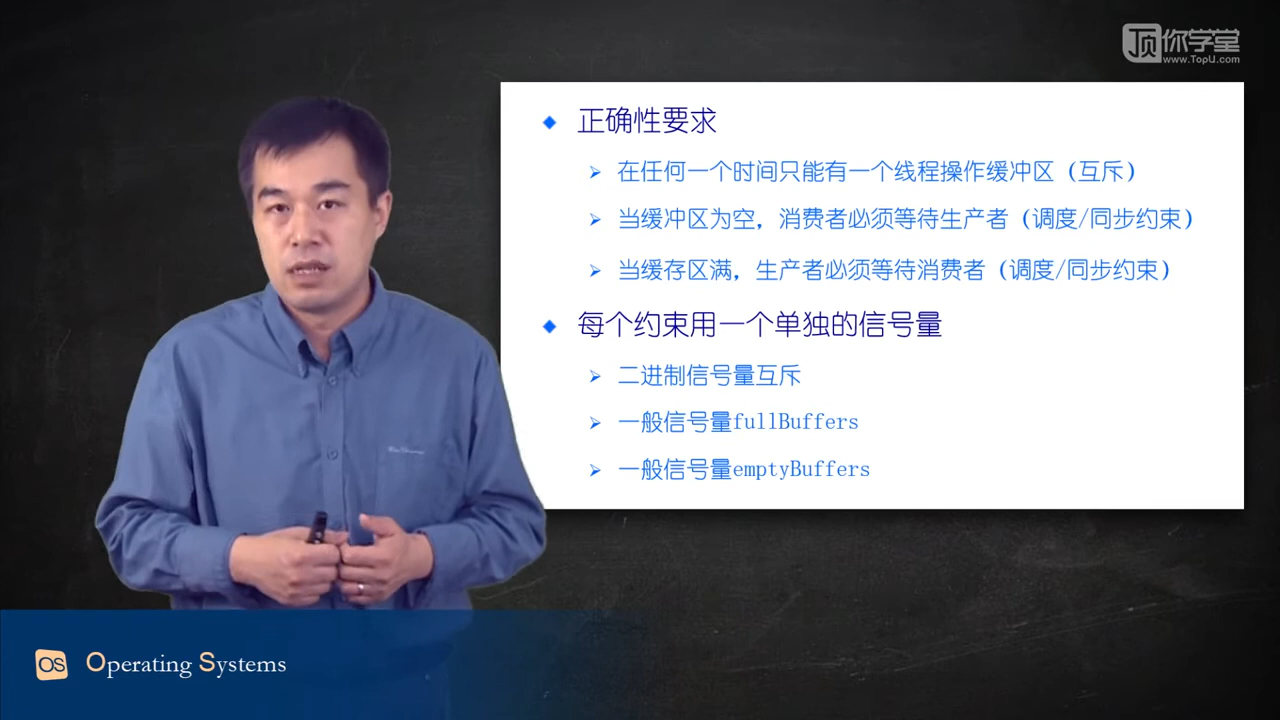 顶你学堂
www.TopU.com
正确性要求
在任何一个时间只能有一个线程操作缓冲区（互斥）
当缓冲区为空，消费者必须等待生产者（调度/同步约束）
当缓存区满，生产者必须等待消费者（调度/同步约束）
每个约束用一个单独的信号量
二进制信号量互斥
一般信号量fullBuffers
一般信号量emptyBuffers
OS Operating Systems